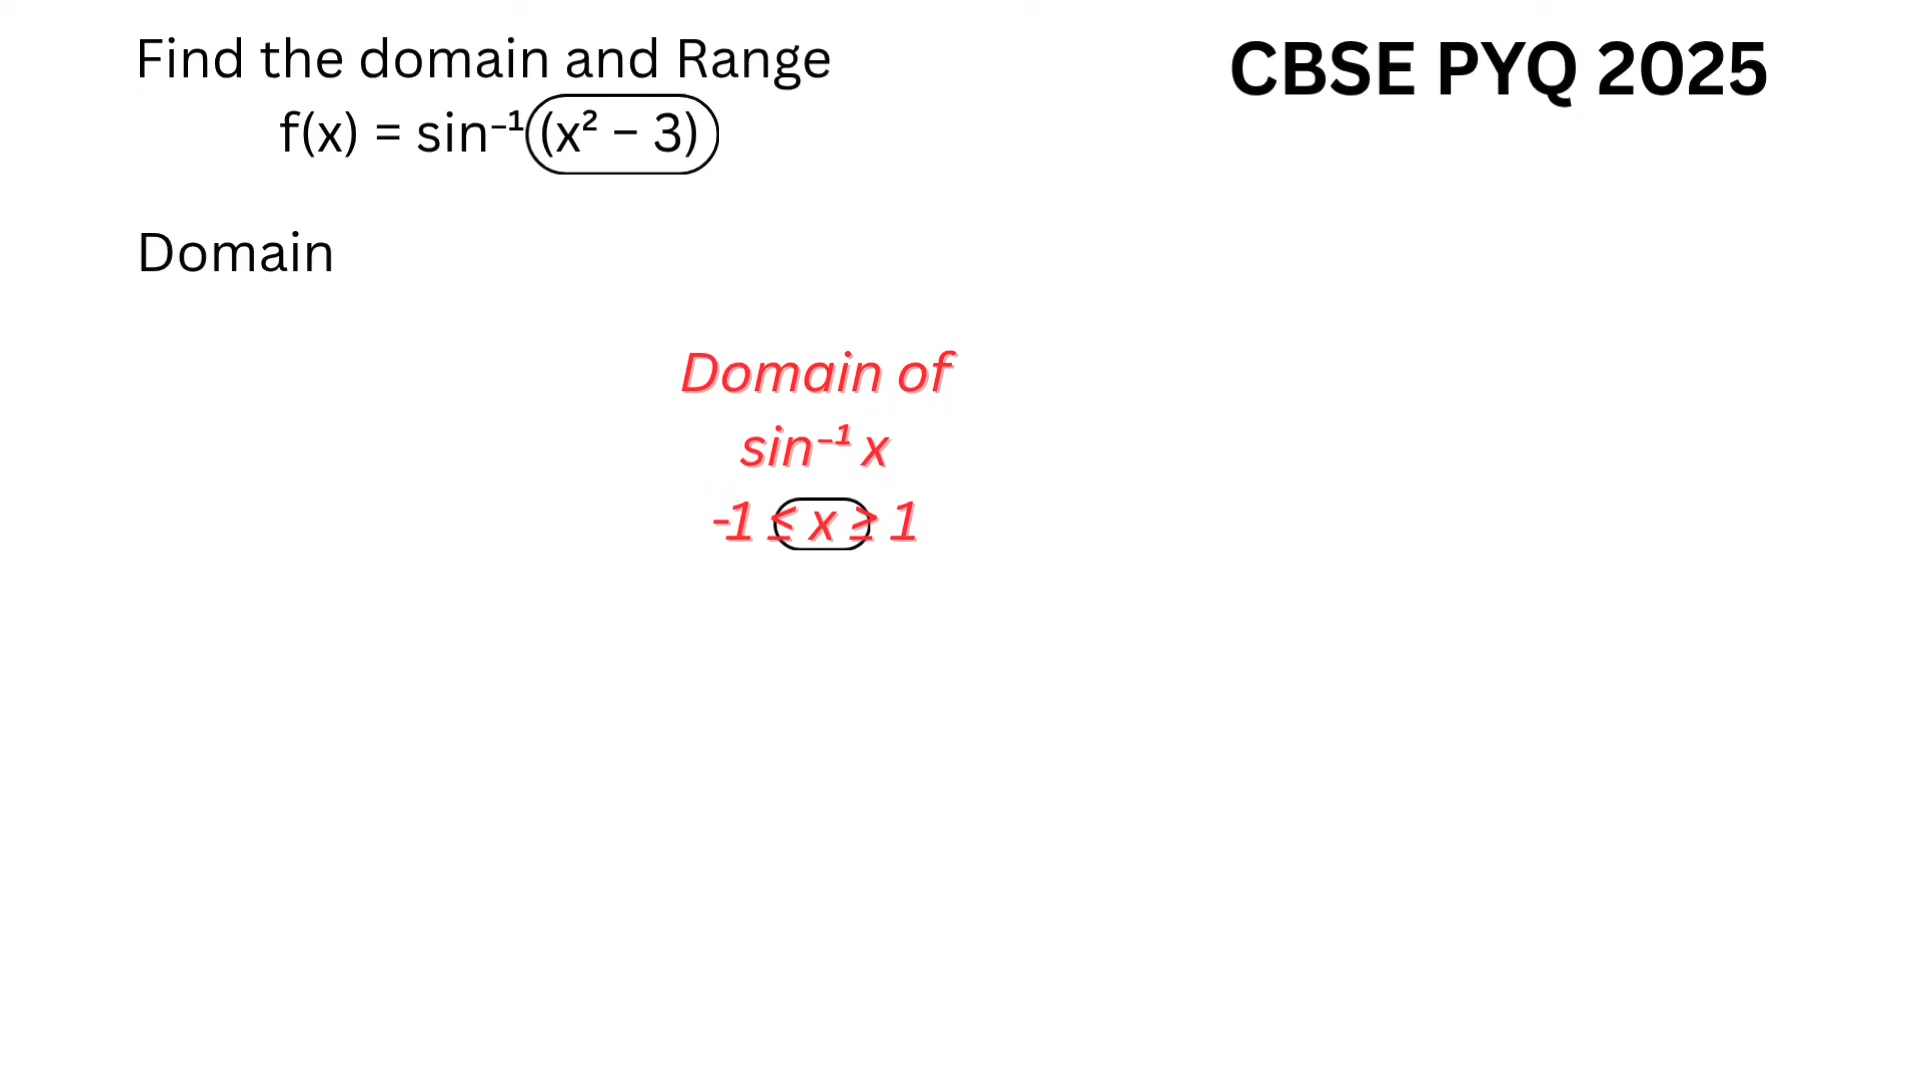 Find the domain and Range
CBSE PYQ 2025
f(x) = sin⁻¹(x² − 3)
Domain
Domain of
sin⁻¹ x
-1 ≤ x ≥ 1